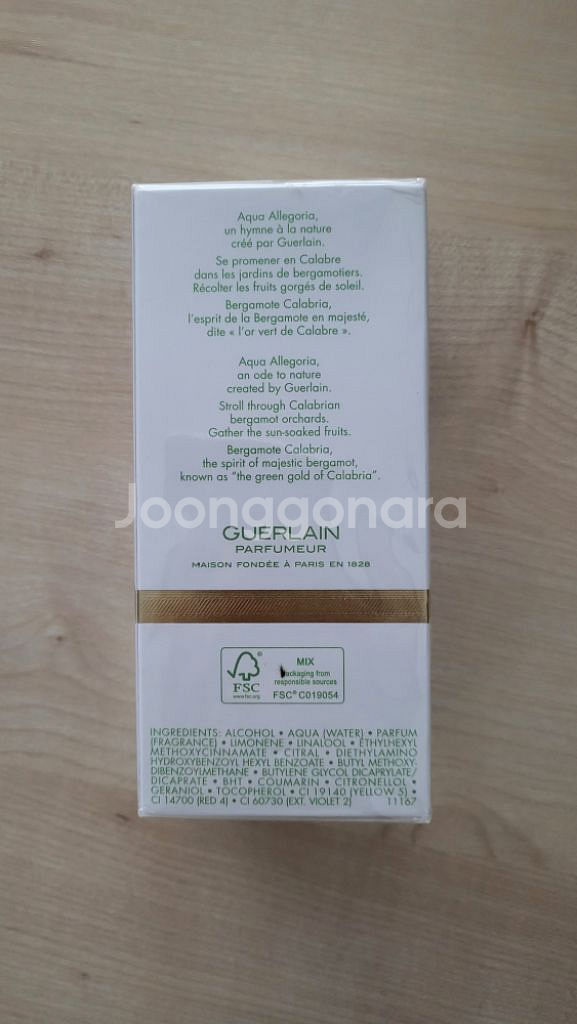 Aqua Allegoria,
un hymne à la nature
créé par Guerlain.
Se promener en Calabre
dans les jardins de bergamotiers.
Récolter les fruits gorgés de soleil.
Bergamote Calabria,
l'esprit de la Bergamote en majesté,
dite « l'or vert de Calabre ».
Aqua Allegoria,
an ode to nature
created by Guerlain.
Stroll through Calabrian
bergamot orchards.
Gather the sun-soaked fruits.
Bergamote Calabria,
the spirit of majestic bergamot,
known as "the green gold of Calabria".
Joonggonara
GUERLAIN
PARFUMEUR
MAISON FONDÉE À PARIS EN 1828
FSC
www.fsc.org
MIX
Packaging from
responsible sources
FSC® C019054
INGREDIENTS: ALCOHOL • AQUA (WATER) • PARFUM
(FRAGRANCE) • LIMONENE • LINALOOL • ETHYLHEXYL
METHOXYCINNAMATE • CITRAL • DIETHYLAMINO
HYDROXYBENZOYL HEXYL BENZOATE • BUTYL METHOXY-
DIBENZOYLMETHANE • BUTYLENE GLYCOL DICAPRYLATE/
DICAPRATE • BHT • COUMARIN • CITRONELLOL •
GERANIOL • TOCOPHEROL • CI 19140 (YELLOW 5) •
CI 14700 (RED 4) • CI 60730 (EXT. VIOLET 2) 11167